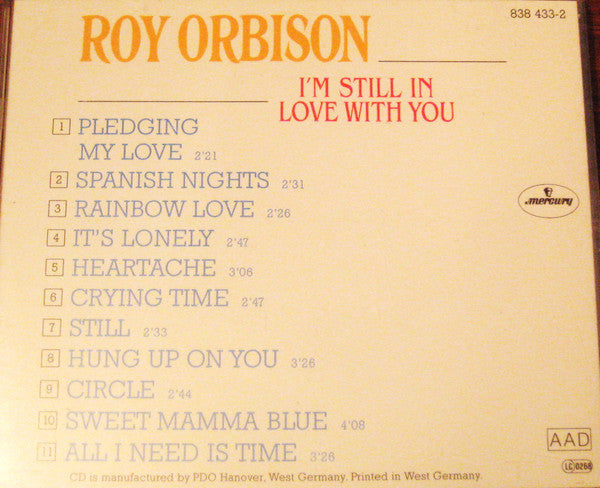 838 433-2
ROY ORBISON
I'M STILL IN
LOVE WITH YOU
1 PLEDGING
MY LOVE 2'21
2 SPANISH NIGHTS 2'31
3 RAINBOW LOVE 2'26
4 IT'S LONELY 2'47
5 HEARTACHE 3'06
6 CRYING TIME 2'47
7 STILL 2'33
8 HUNG UP ON YOU 3'26
9 CIRCLE 2'44
10 SWEET MAMMA BLUE 4'08
11 ALL I NEED IS TIME 3'26
mercury
AAD
LC 0268
CD is manufactured by PDO Hanover, West Germany. Printed in West Germany.